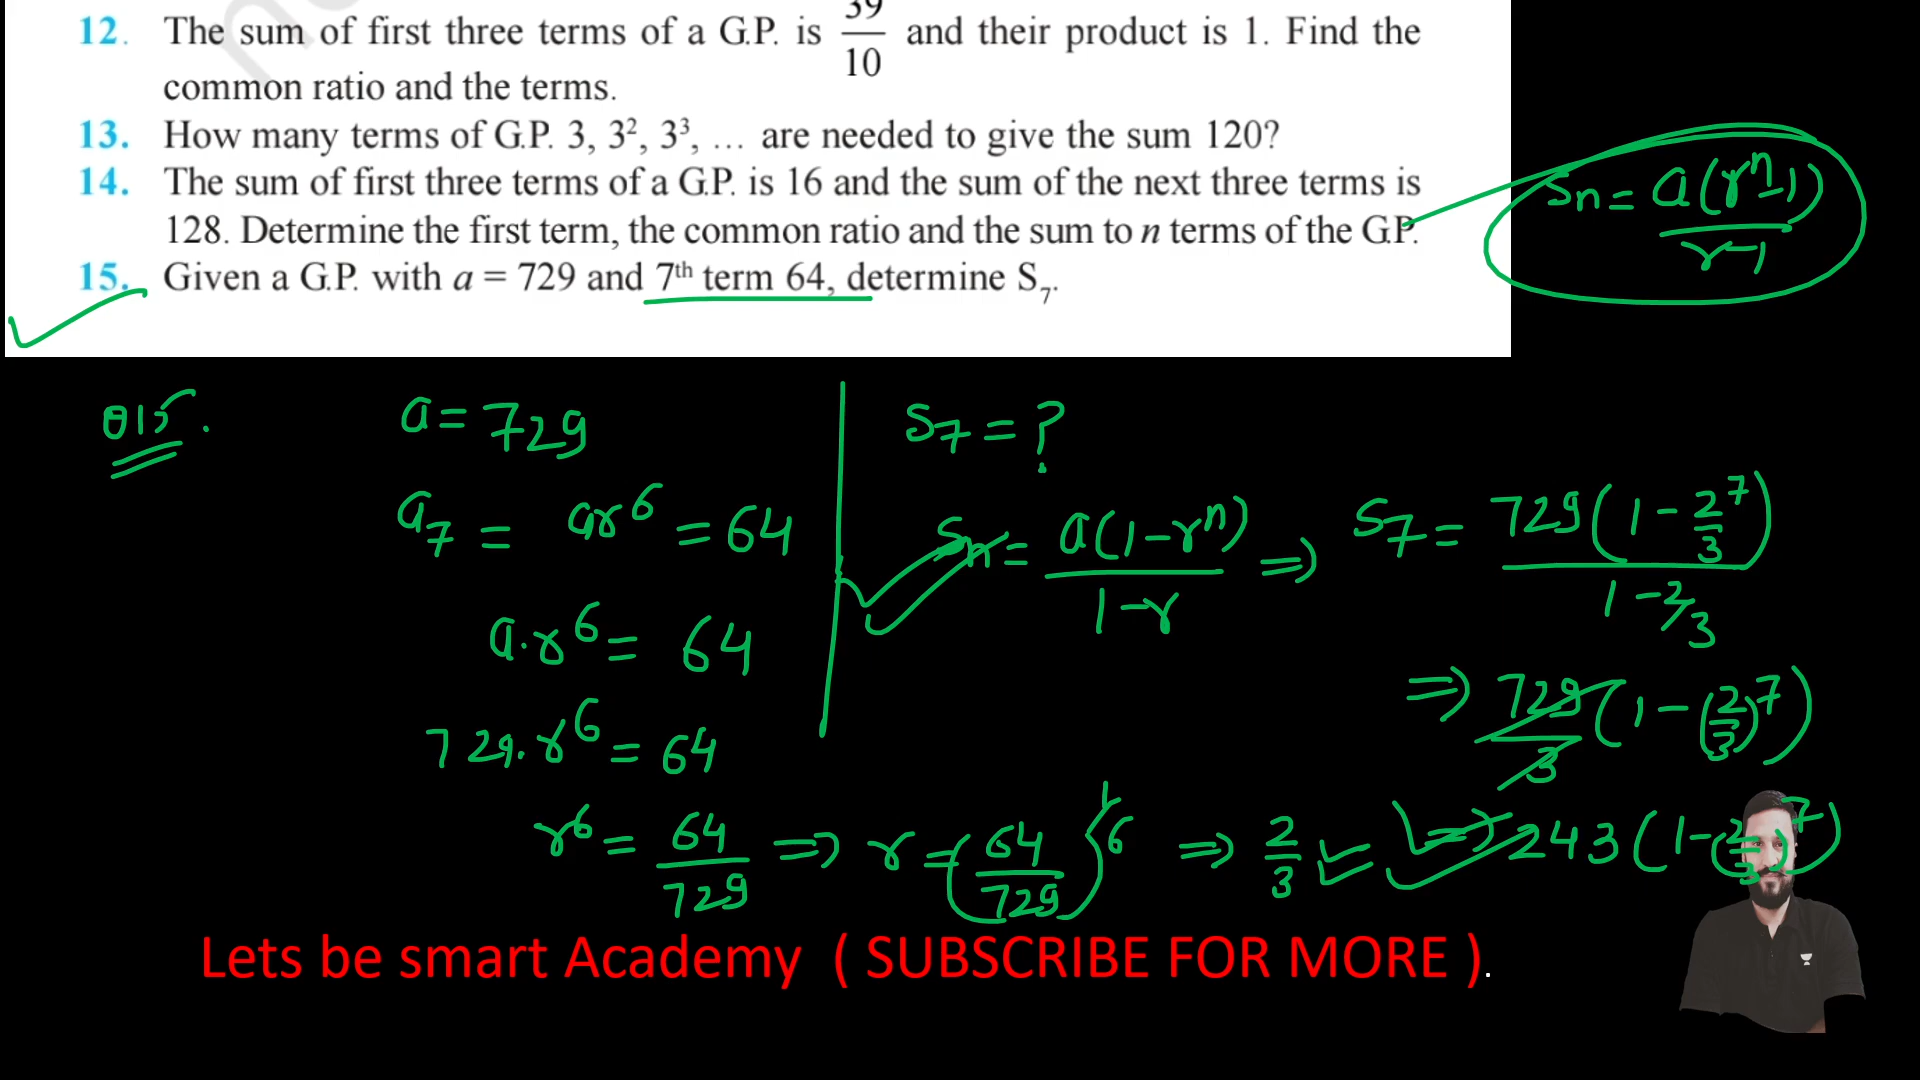 12. The sum of first three terms of a G.P. is 39/10 and their product is 1. Find the
common ratio and the terms.
13. How many terms of G.P. 3, 3², 3³, … are needed to give the sum 120?
14. The sum of first three terms of a G.P. is 16 and the sum of the next three terms is
128. Determine the first term, the common ratio and the sum to n terms of the G.P.
15. Given a G.P. with a = 729 and 7th term 64, determine S₇.
Sn = a(rⁿ-1)/r-1
Q15.
a = 729
a₇ = ar⁶ = 64
a.r⁶ = 64
729.r⁶ = 64
r⁶ = 64/729 ⇒ r = (64/729)^1/6 ⇒ 2/3
S₇ = ?
Sn = a(1-rⁿ)/1-r ⇒ S₇ = 729(1-2/3⁷)/1-2/3
⇒ 729/3 (1-(2/3)⁷)
⇒ 243(1-(2/3)⁷)
Lets be smart Academy ( SUBSCRIBE FOR MORE ).